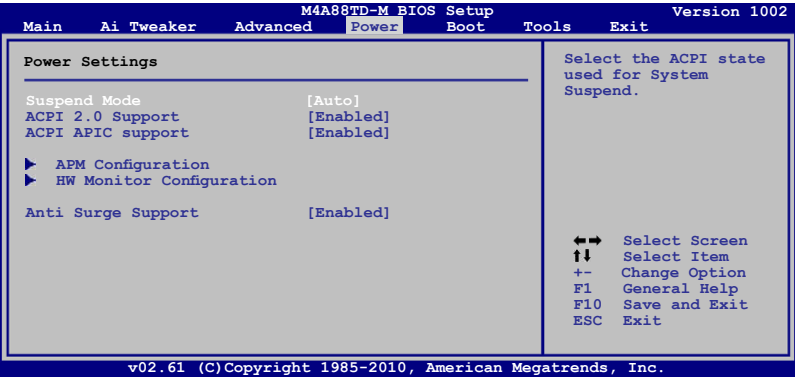 M4A88TD-M BIOS Setup Version 1002
Main Ai Tweaker Advanced Power Boot Tools Exit
Power Settings
Suspend Mode [Auto]
ACPI 2.0 Support [Enabled]
ACPI APIC support [Enabled]
APM Configuration
HW Monitor Configuration
Anti Surge Support [Enabled]
Select the ACPI state
used for System
Suspend.
←→ Select Screen
↑↓ Select Item
+- Change Option
F1 General Help
F10 Save and Exit
ESC Exit
v02.61 (C)Copyright 1985-2010, American Megatrends, Inc.